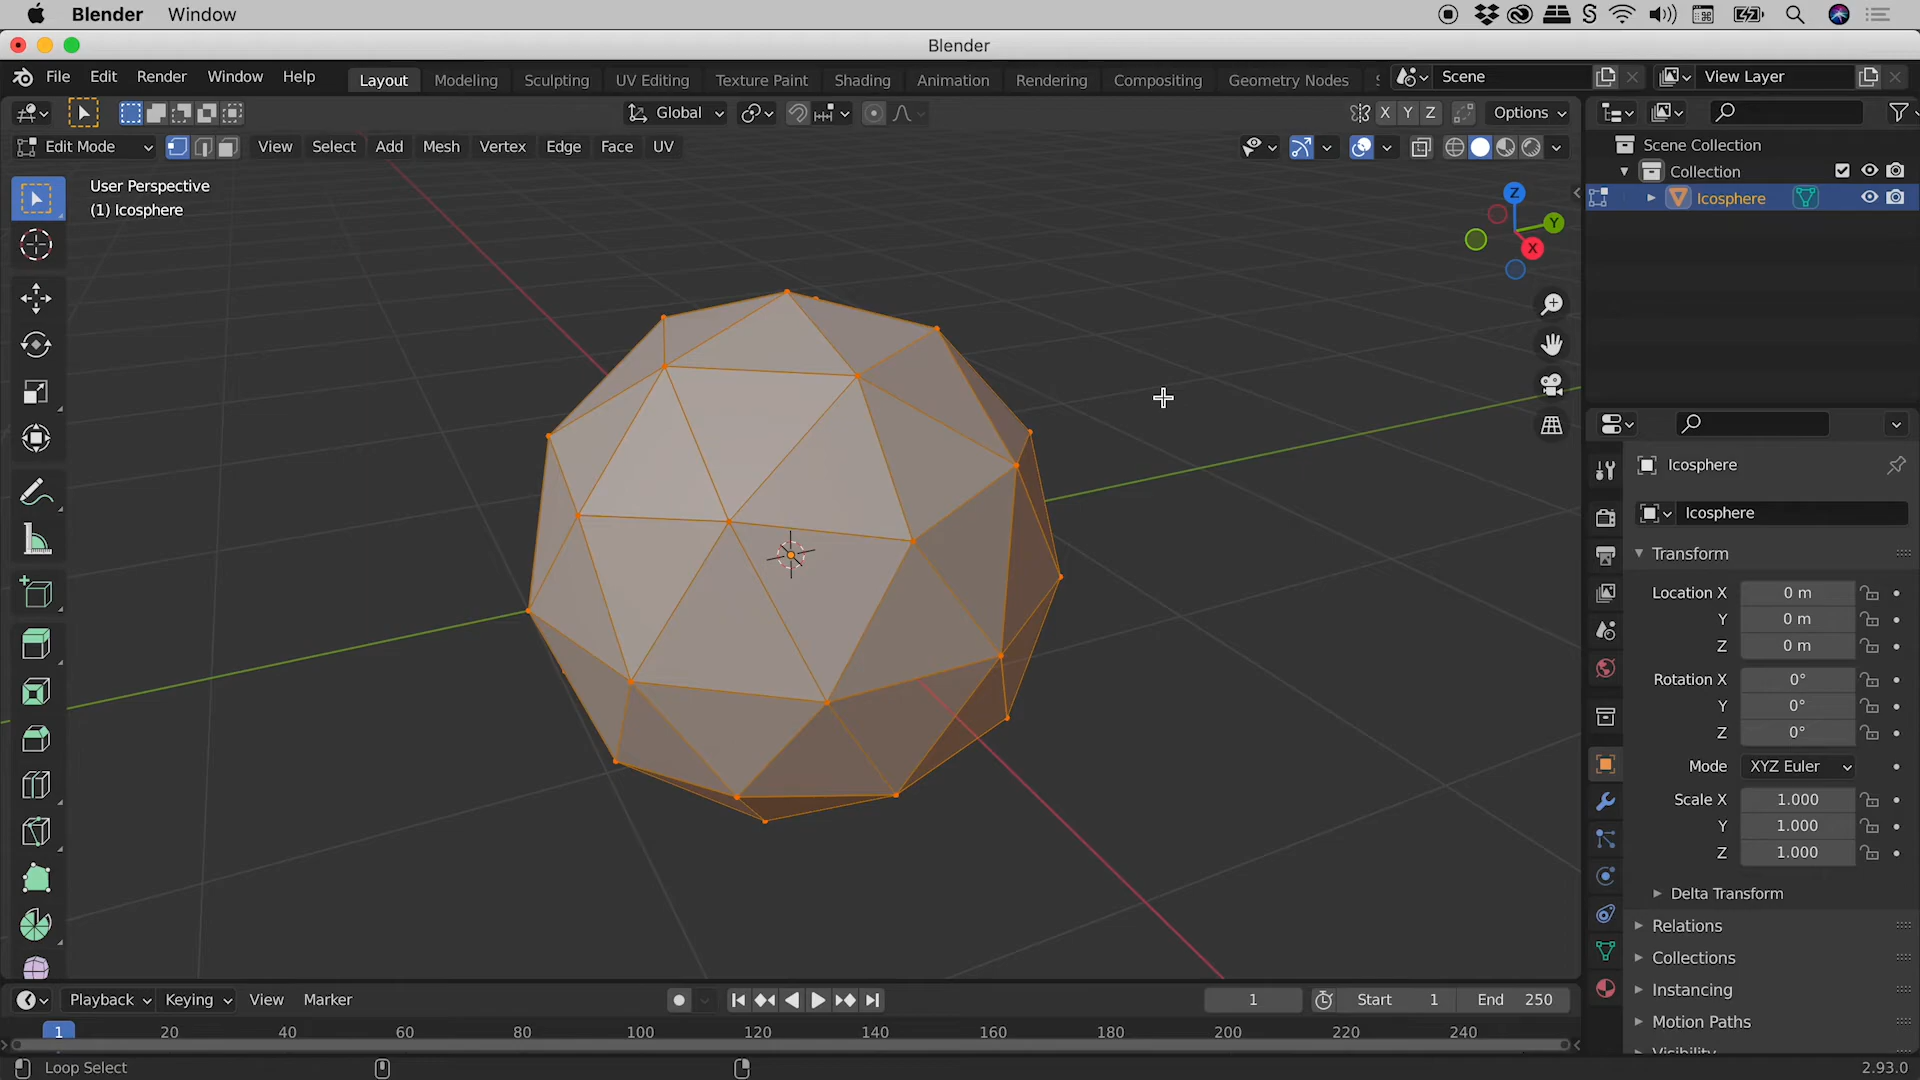 Blender Window
Blender
File Edit Render Window Help Layout Modeling Sculpting UV Editing Texture Paint Shading Animation Rendering Compositing Geometry Nodes Scene View Layer
Global X Y Z Options
Edit Mode View Select Add Mesh Vertex Edge Face UV
User Perspective
(1) Icosphere
Z
Y
X
Scene Collection
Collection
Icosphere
Icosphere
Icosphere
Transform
Location X 0 m
Y 0 m
Z 0 m
Rotation X 0°
Y 0°
Z 0°
Mode XYZ Euler
Scale X 1.000
Y 1.000
Z 1.000
Delta Transform
Relations
Collections
Instancing
Motion Paths
Visibility
Playback Keying View Marker 1 Start 1 End 250
1 20 40 60 80 100 120 140 160 180 200 220 240
Loop Select 2.93.0